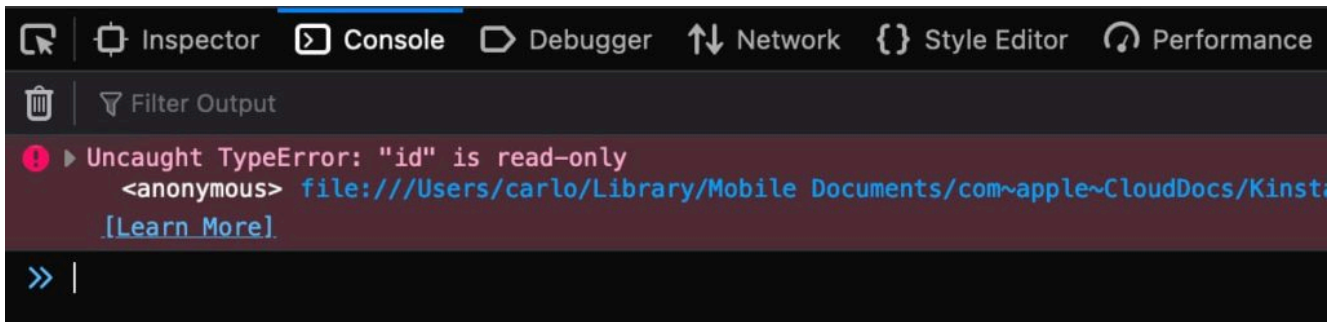 Inspector Console Debugger Network {} Style Editor Performance
Filter Output
Uncaught TypeError: "id" is read-only
<anonymous> file:///Users/carlo/Library/Mobile Documents/com~apple~CloudDocs/Kinsta
[Learn More]